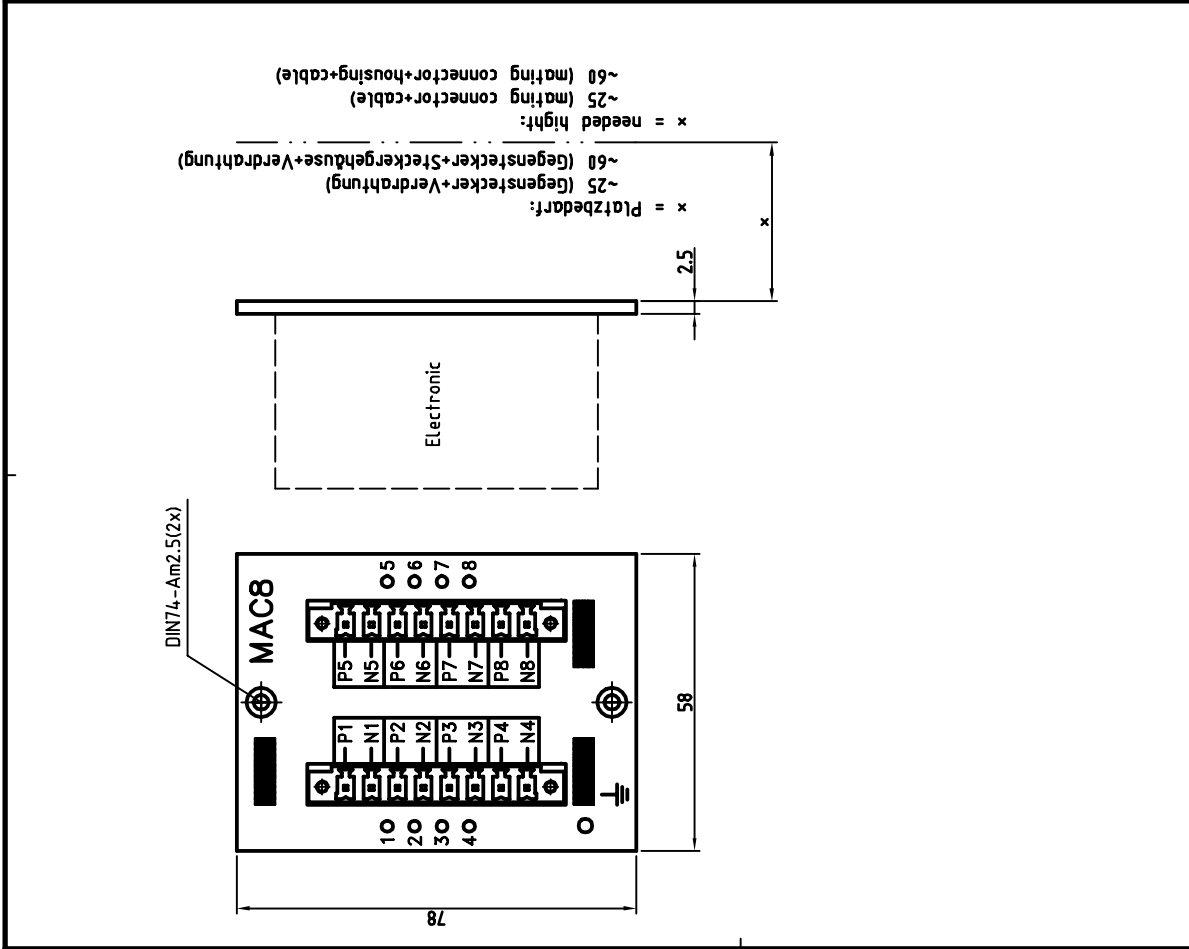 x = Platzbedarf:
~25 (Gegenstecker+Verdrahtung)
~60 (Gegenstecker+Steckergehäuse+Verdrahtung)
x = needed hight:
~25 (mating connector+cable)
~60 (mating connector+housing+cable)
x
2.5
Electronic
DIN74-Am2.5(2x)
MAC8
5
6
7
8
P5
N5
P6
N6
P7
N7
P8
N8
P1
N1
P2
N2
P3
N3
P4
N4
1
2
3
4
58
78